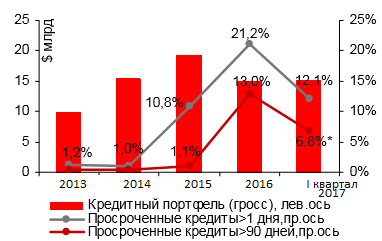 25 25%
$ млрд
21,2%
20 20%
15 15%
13,0% 12,1%
10,8%
10 10%
5 5%
6,8%*
1,2% 1,0% 1,1%
0 0%
2013 2014 2015 2016 I квартал
2017
Кредитный портфель (гросс), лев.ось
Просроченные кредиты>1 дня,пр.ось
Просроченные кредиты>90 дней,пр.ось